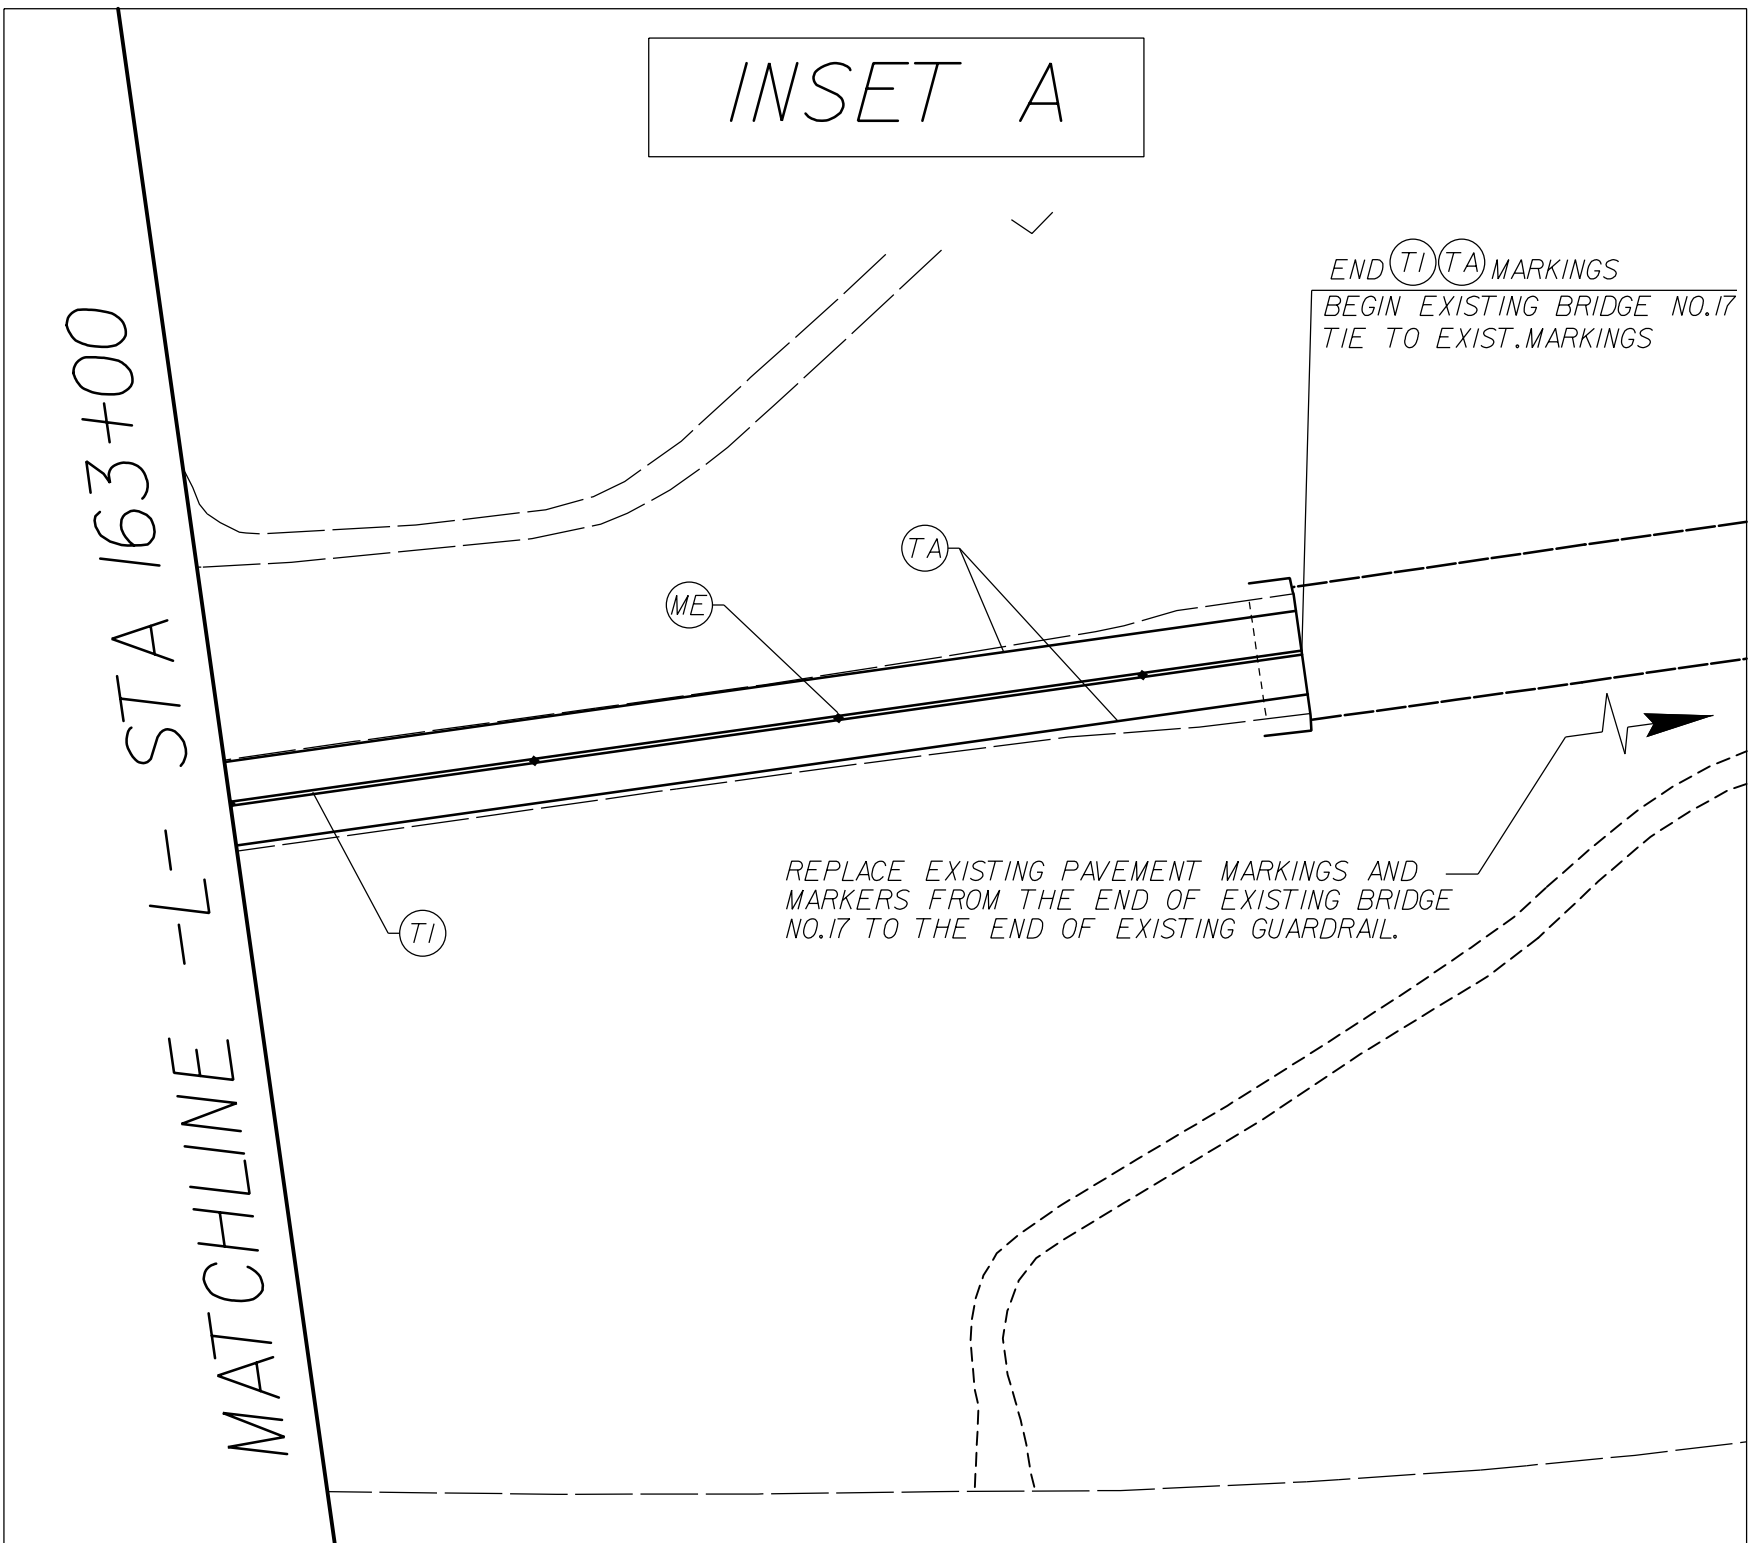 INSET A
END TI TA MARKINGS
BEGIN EXISTING BRIDGE NO.17
TIE TO EXIST.MARKINGS
MATCHLINE -L- STA 163+00
TA
ME
TI
REPLACE EXISTING PAVEMENT MARKINGS AND
MARKERS FROM THE END OF EXISTING BRIDGE
NO.17 TO THE END OF EXISTING GUARDRAIL.